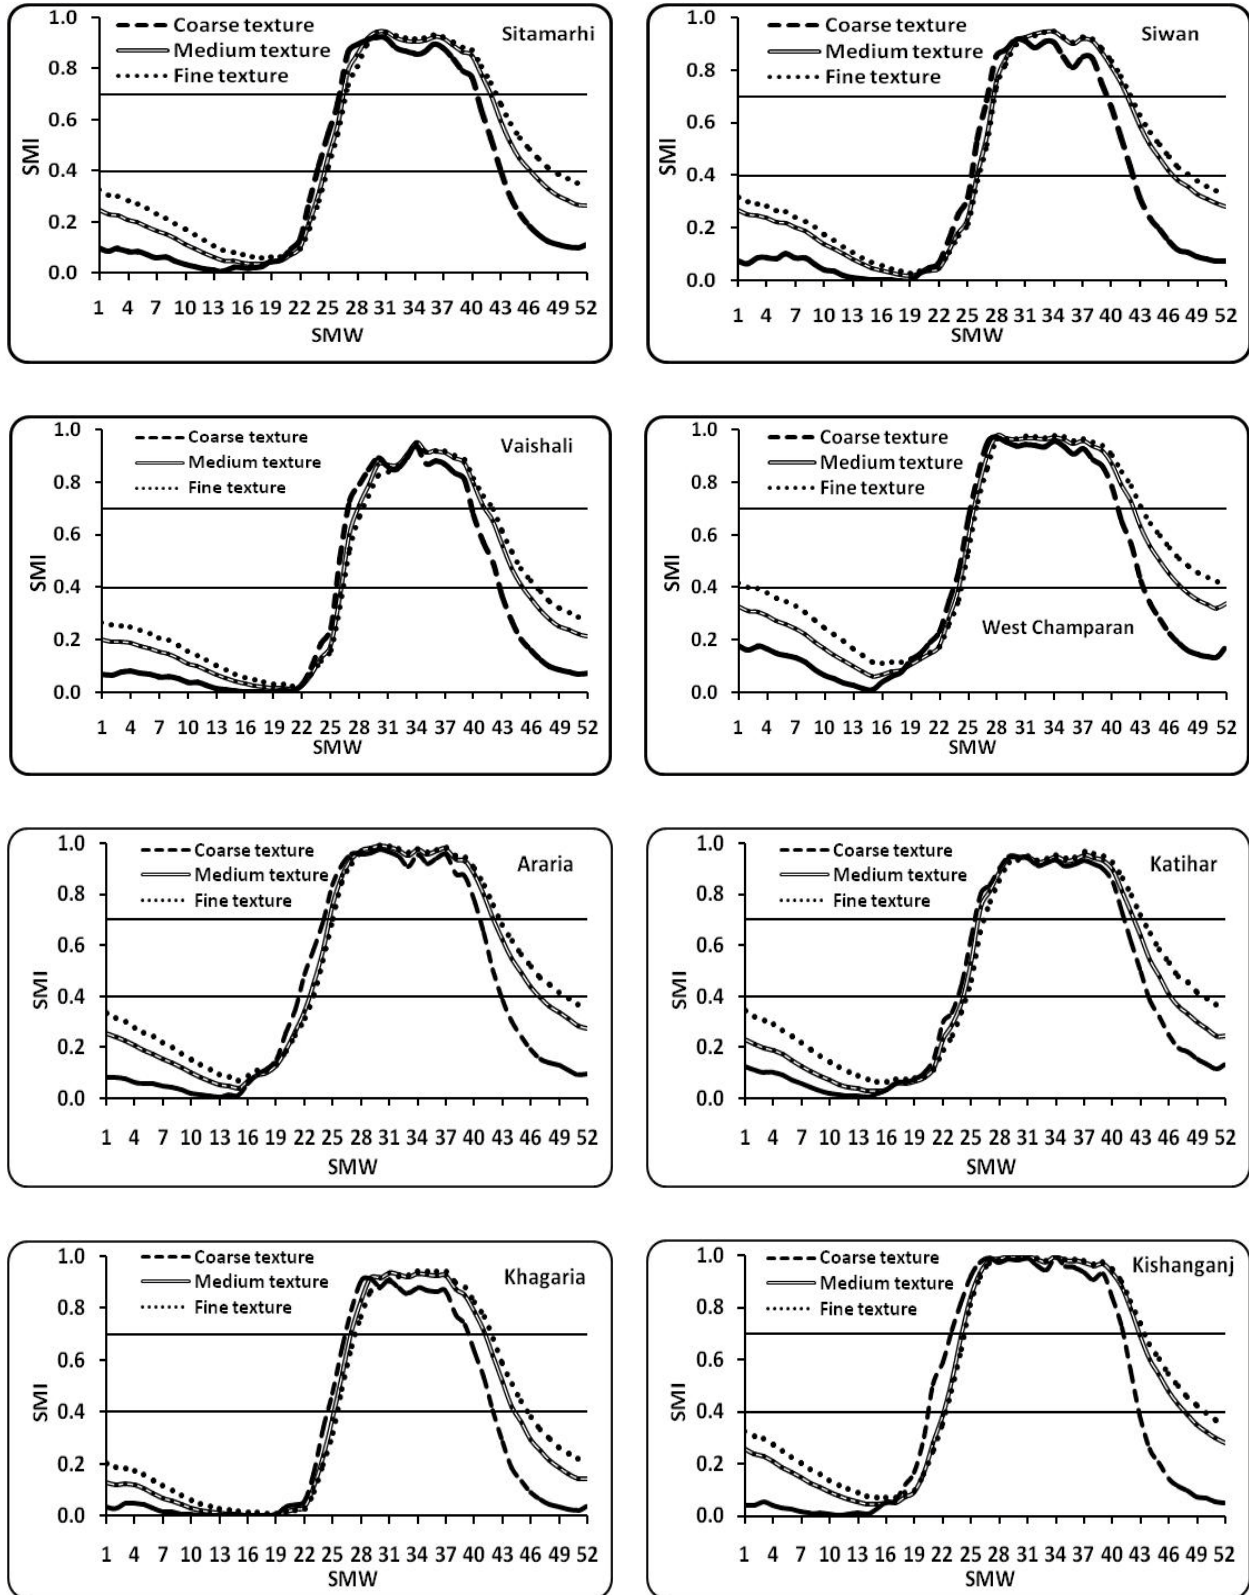 1.0
Coarse texture
Sitamarhi
Medium texture
0.8
Fine texture
0.6
SMI
0.4
0.2
0.0
1 4 7 10 13 16 19 22 25 28 31 34 37 40 43 46 49 52
SMW
1.0
Coarse texture
Siwan
Medium texture
0.8
Fine texture
0.6
SMI
0.4
0.2
0.0
1 4 7 10 13 16 19 22 25 28 31 34 37 40 43 46 49 52
SMW
1.0
Coarse texture
Vaishali
Medium texture
0.8
Fine texture
0.6
SMI
0.4
0.2
0.0
1 4 7 10 13 16 19 22 25 28 31 34 37 40 43 46 49 52
SMW
1.0
Coarse texture
Medium texture
0.8
Fine texture
0.6
SMI
0.4
West Champaran
0.2
0.0
1 4 7 10 13 16 19 22 25 28 31 34 37 40 43 46 49 52
SMW
1.0
Coarse texture
Araria
Medium texture
0.8
Fine texture
0.6
SMI
0.4
0.2
0.0
1 4 7 10 13 16 19 22 25 28 31 34 37 40 43 46 49 52
SMW
1.0
Coarse texture
Katihar
Medium texture
0.8
Fine texture
0.6
SMI
0.4
0.2
0.0
1 4 7 10 13 16 19 22 25 28 31 34 37 40 43 46 49 52
SMW
1.0
Coarse texture
Khagaria
Medium texture
0.8
Fine texture
0.6
SMI
0.4
0.2
0.0
1 4 7 10 13 16 19 22 25 28 31 34 37 40 43 46 49 52
SMW
1.0
Coarse texture
Kishanganj
Medium texture
0.8
Fine texture
0.6
SMI
0.4
0.2
0.0
1 4 7 10 13 16 19 22 25 28 31 34 37 40 43 46 49 52
SMW